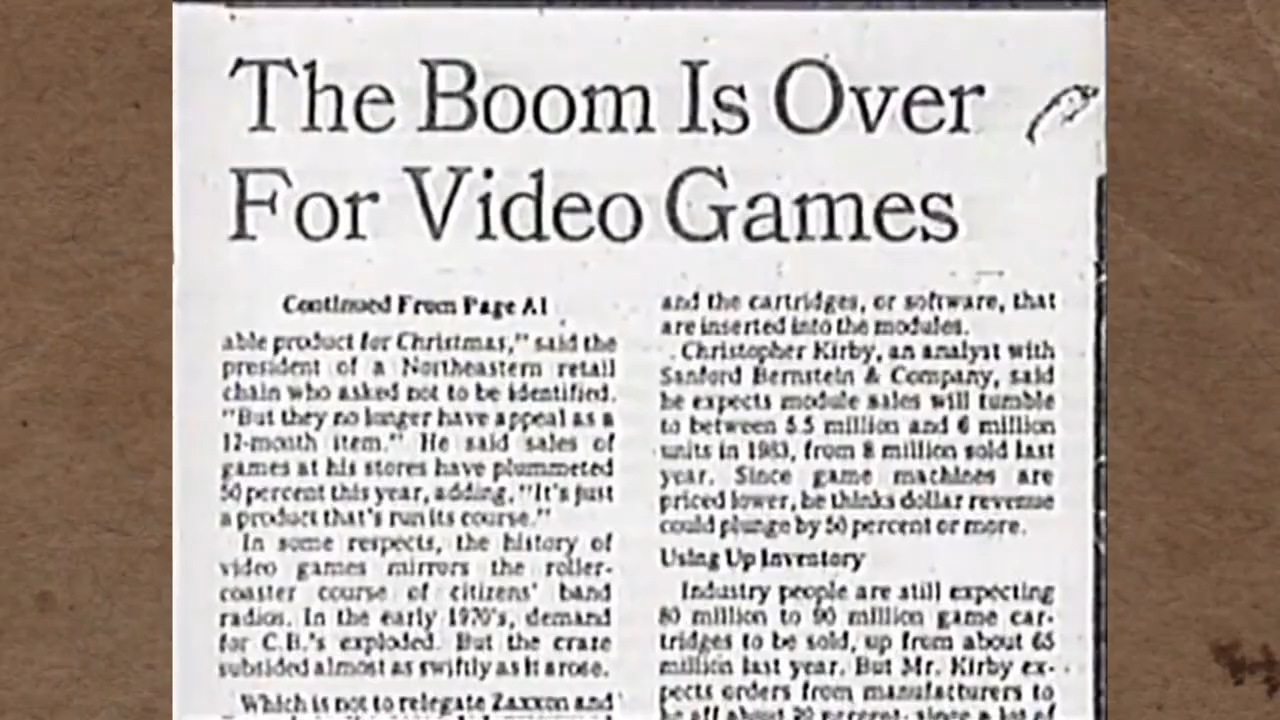 The Boom Is Over
For Video Games
Continued From Page A1
able product for Christmas," said the
president of a Northeastern retail
chain who asked not to be identified.
"But they no longer have appeal as a
12-month item." He said sales of
games at his stores have plummeted
50 percent this year, adding, "It's just
a product that's run its course."
In some respects, the history of
video games mirrors the roller-
coaster course of citizens' band
radios. In the early 1970's, demand
for C.B.'s exploded. But the craze
subsided almost as swiftly as it arose.
Which is not to relegate Zaxxon and
and the cartridges, or software, that
are inserted into the modules.
Christopher Kirby, an analyst with
Sanford Bernstein & Company, said
he expects module sales will tumble
to between 5.5 million and 6 million
units in 1983, from 8 million sold last
year. Since game machines are
priced lower, he thinks dollar revenue
could plunge by 50 percent or more.
Using Up Inventory
Industry people are still expecting
80 million to 90 million game car-
tridges to be sold, up from about 65
million last year. But Mr. Kirby ex-
pects orders from manufacturers to
be off about 20 percent, since a lot of